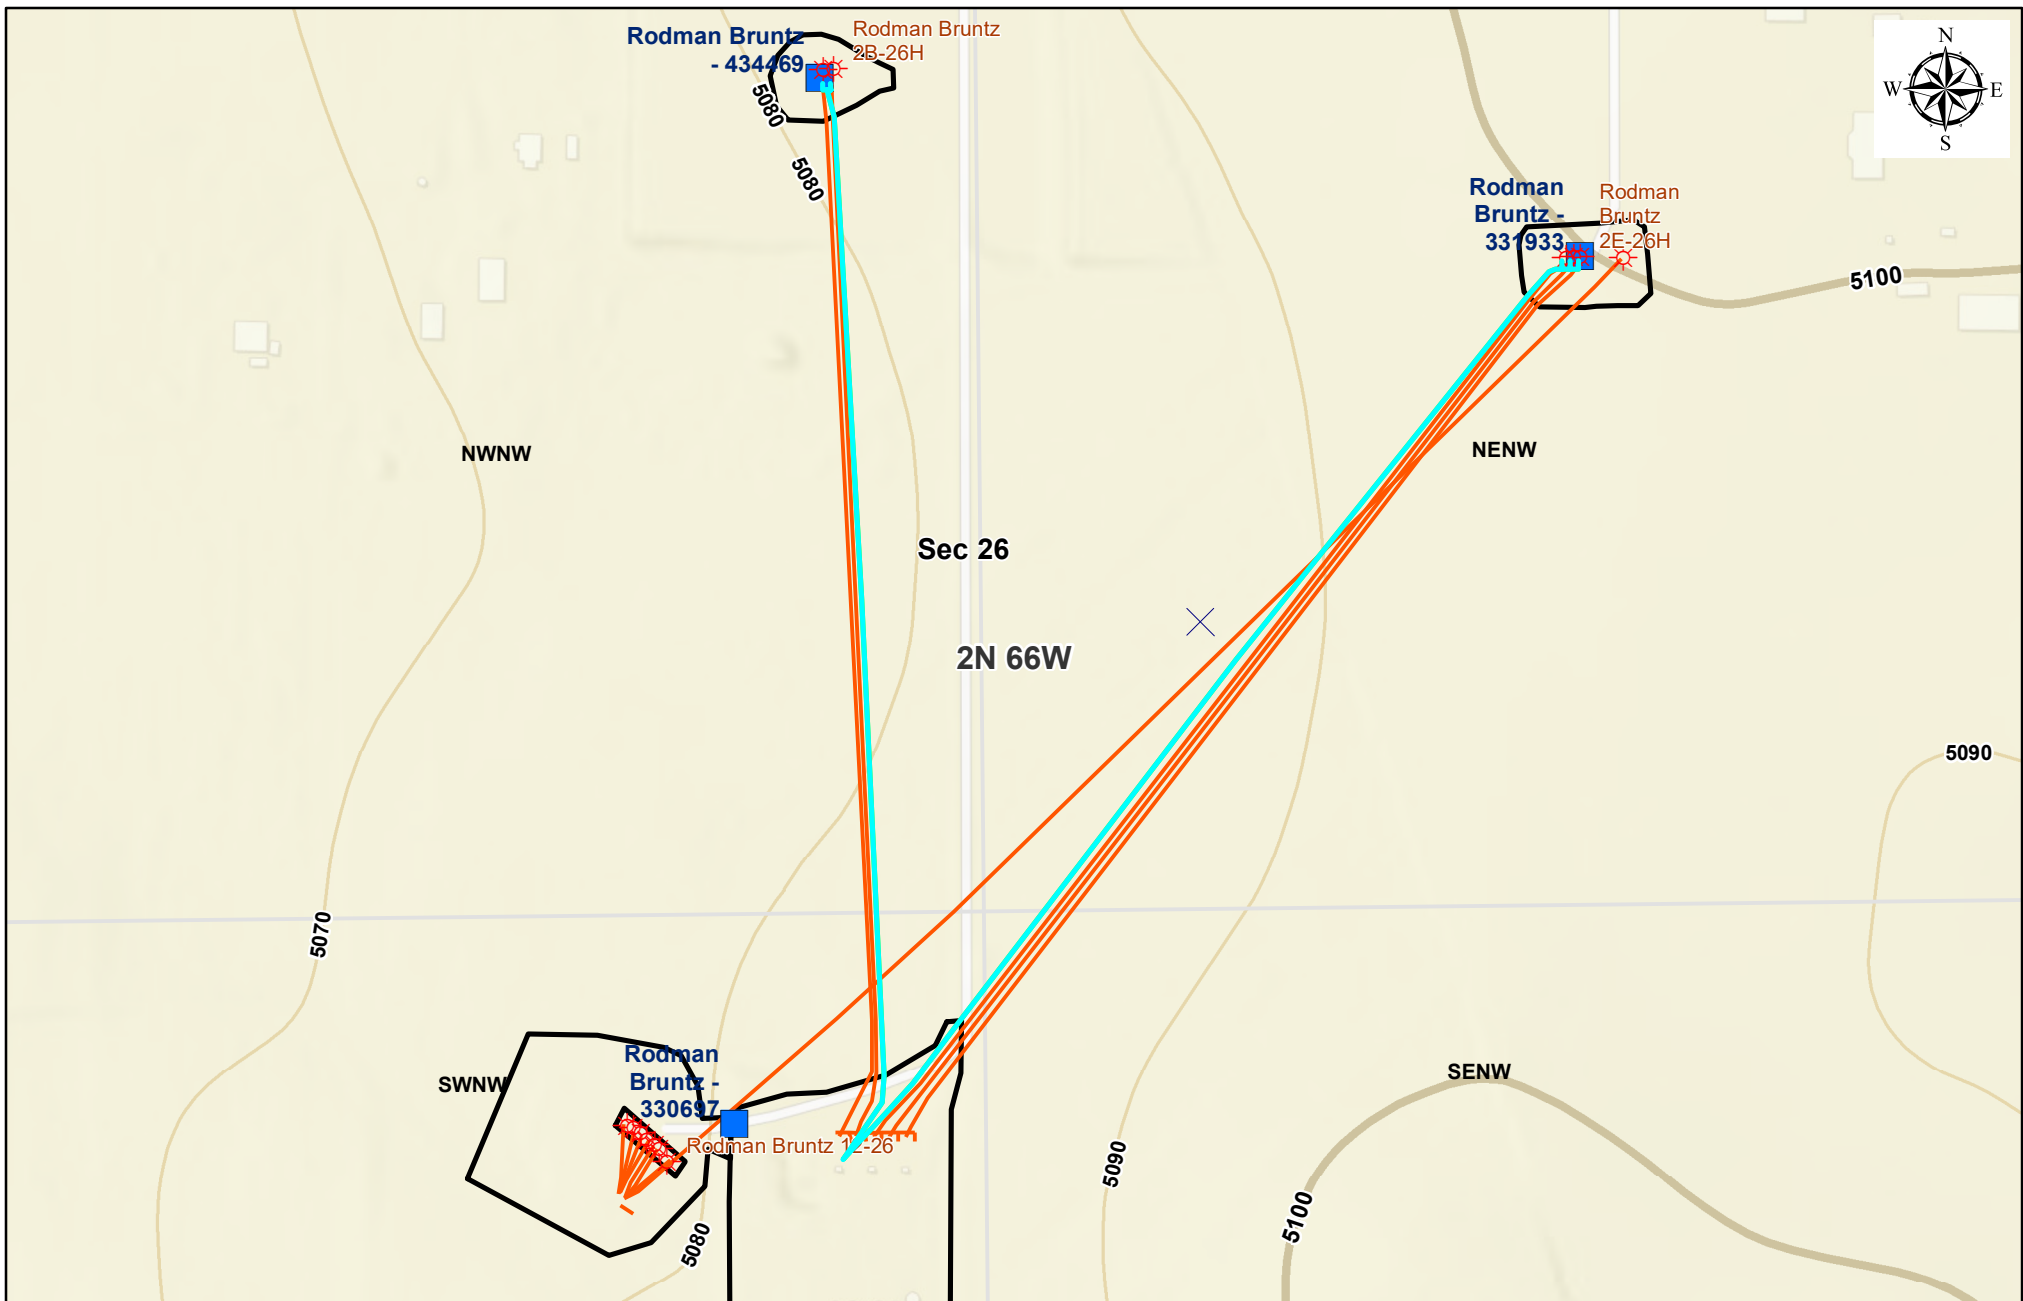 Rodman Bruntz
- 434469
Rodman Bruntz
2B-26H
N
W
E
S
5080
5080
Rodman
Bruntz -
331933
Rodman
Bruntz
2E-26H
5100
NWNW
NENW
Sec 26
2N 66W
5090
5070
SWNW
Rodman
Bruntz -
330697
SENW
Rodman Bruntz 12-26
5090
5100
5080